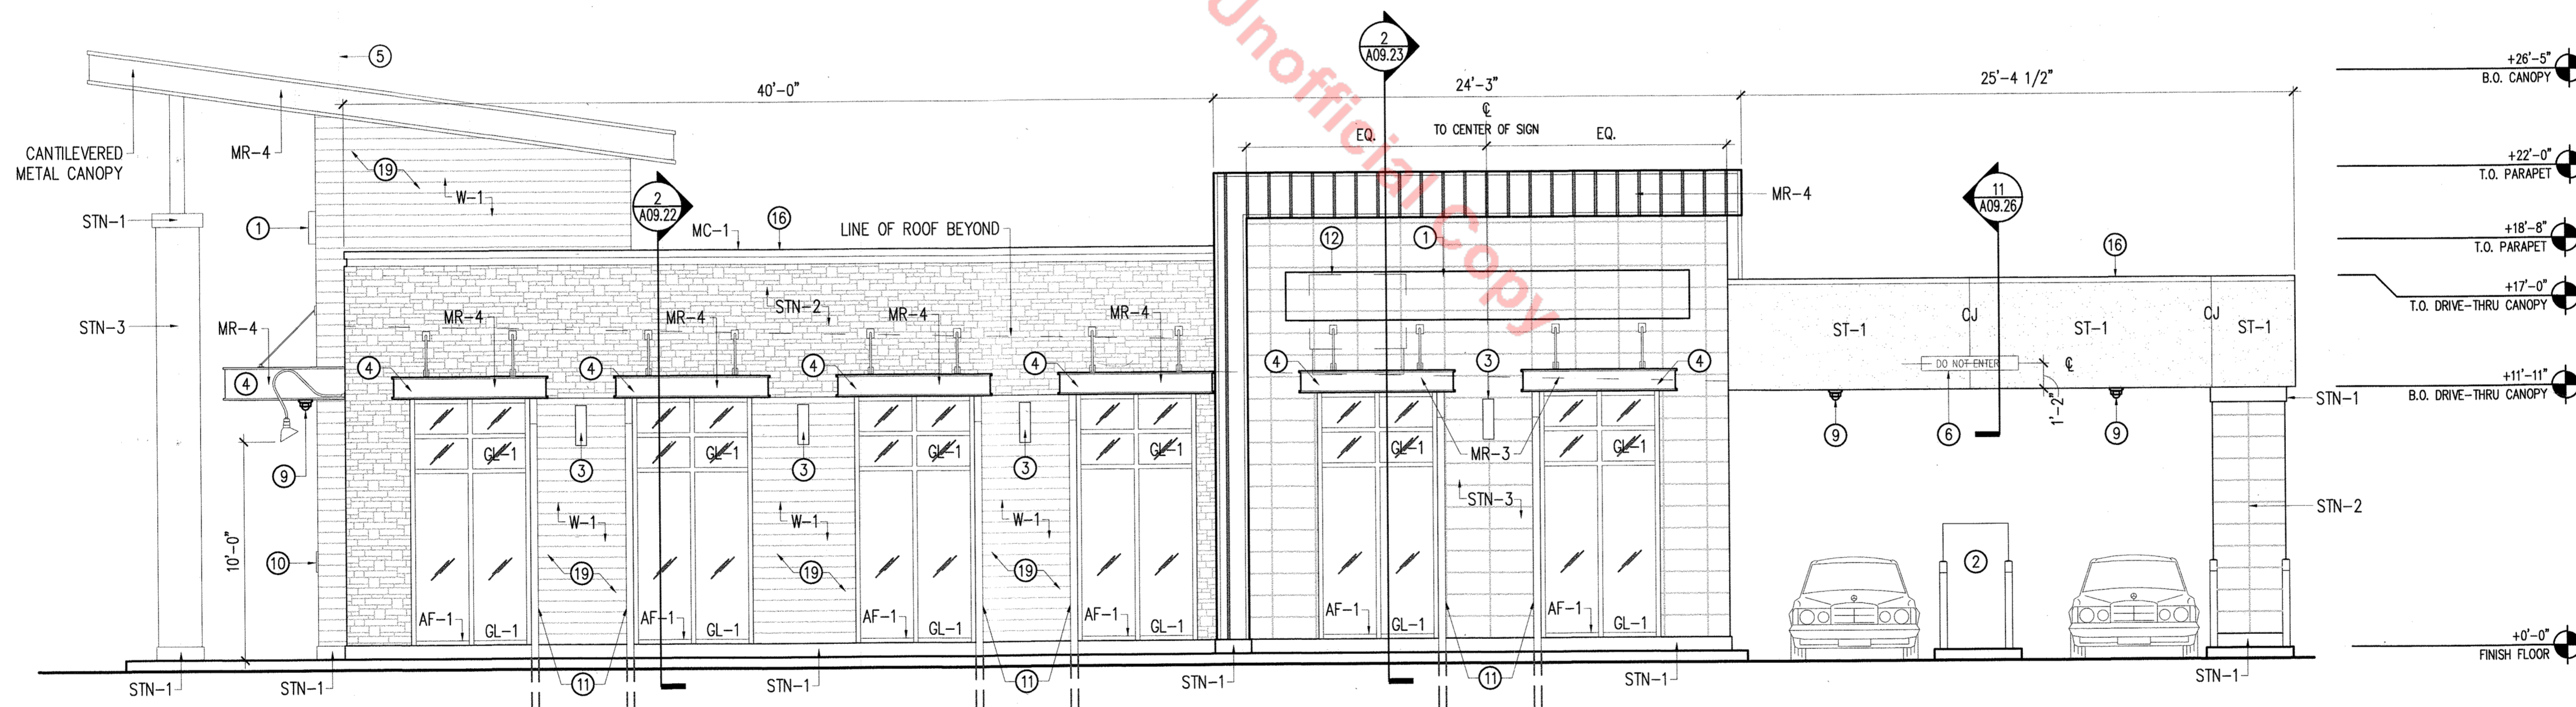 Unofficial Copy
5
40'-0"
2
A09.23
24'-3"
25'-4 1/2"
℄
TO CENTER OF SIGN
EQ.
EQ.
+26'-5"
B.O. CANOPY
+22'-0"
T.O. PARAPET
+18'-8"
T.O. PARAPET
+17'-0"
T.O. DRIVE-THRU CANOPY
+11'-11"
B.O. DRIVE-THRU CANOPY
+0'-0"
FINISH FLOOR
CANTILEVERED
METAL CANOPY
MR-4
19
W-1
STN-1
1
2
A09.22
MC-1
16
LINE OF ROOF BEYOND
12
1
MR-4
11
A09.26
16
STN-3
MR-4
STN-2
MR-4
MR-4
MR-4
MR-4
4
4
4
4
4
4
3
4
ST-1
CJ
ST-1
CJ
ST-1
DO NOT ENTER
℄
1'-2"
STN-1
9
10'-0"
10
GL-1
GL-1
GL-1
GL-1
GL-1
GL-1
3
3
3
MR-3
9
6
9
W-1
W-1
W-1
STN-3
STN-2
19
19
19
2
AF-1
GL-1
AF-1
GL-1
AF-1
GL-1
AF-1
GL-1
AF-1
GL-1
AF-1
GL-1
STN-1
STN-1
11
STN-1
11
STN-1
11
STN-1
STN-1